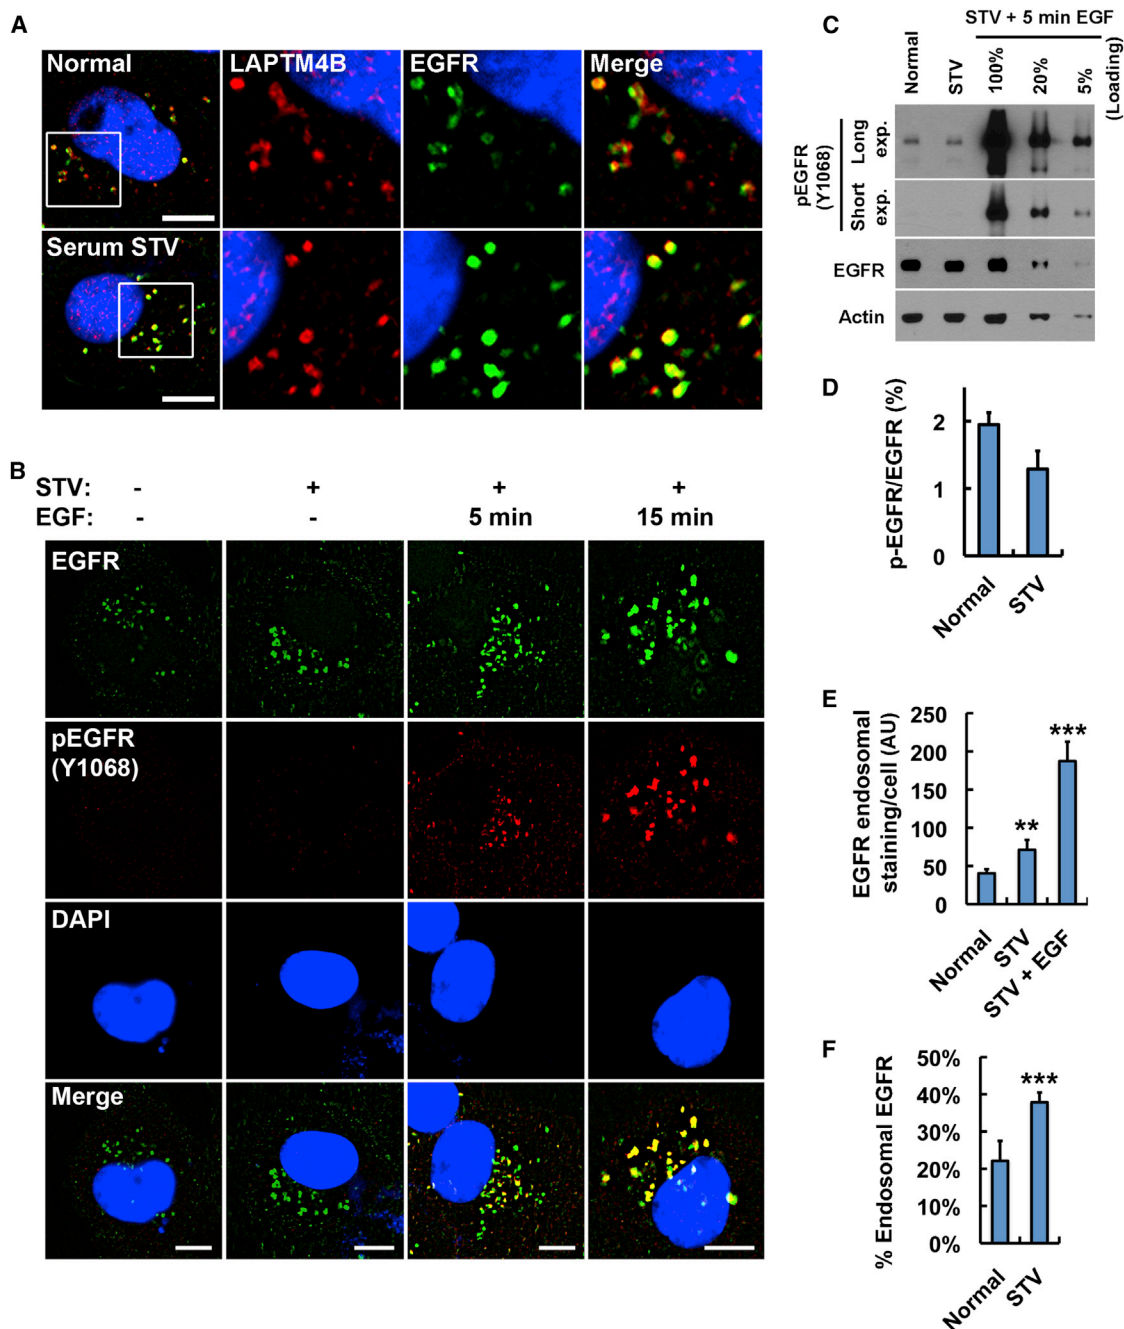 A
Normal LAPTM4B EGFR Merge
Serum STV
B
STV: - + + +
EGF: - - 5 min 15 min
EGFR
pEGFR
(Y1068)
DAPI
Merge
C
STV + 5 min EGF
Normal STV 100% 20% 5% (Loading)
pEGFR
(Y1068)
Long
exp.
Short
exp.
EGFR
Actin
D
p-EGFR/EGFR (%)
2
1
0
Normal STV
E
EGFR endosomal
staining/cell (AU)
250
200
150
100
50
0
**
***
Normal STV STV + EGF
F
% Endosomal EGFR
50%
40%
30%
20%
10%
0%
***
Normal STV